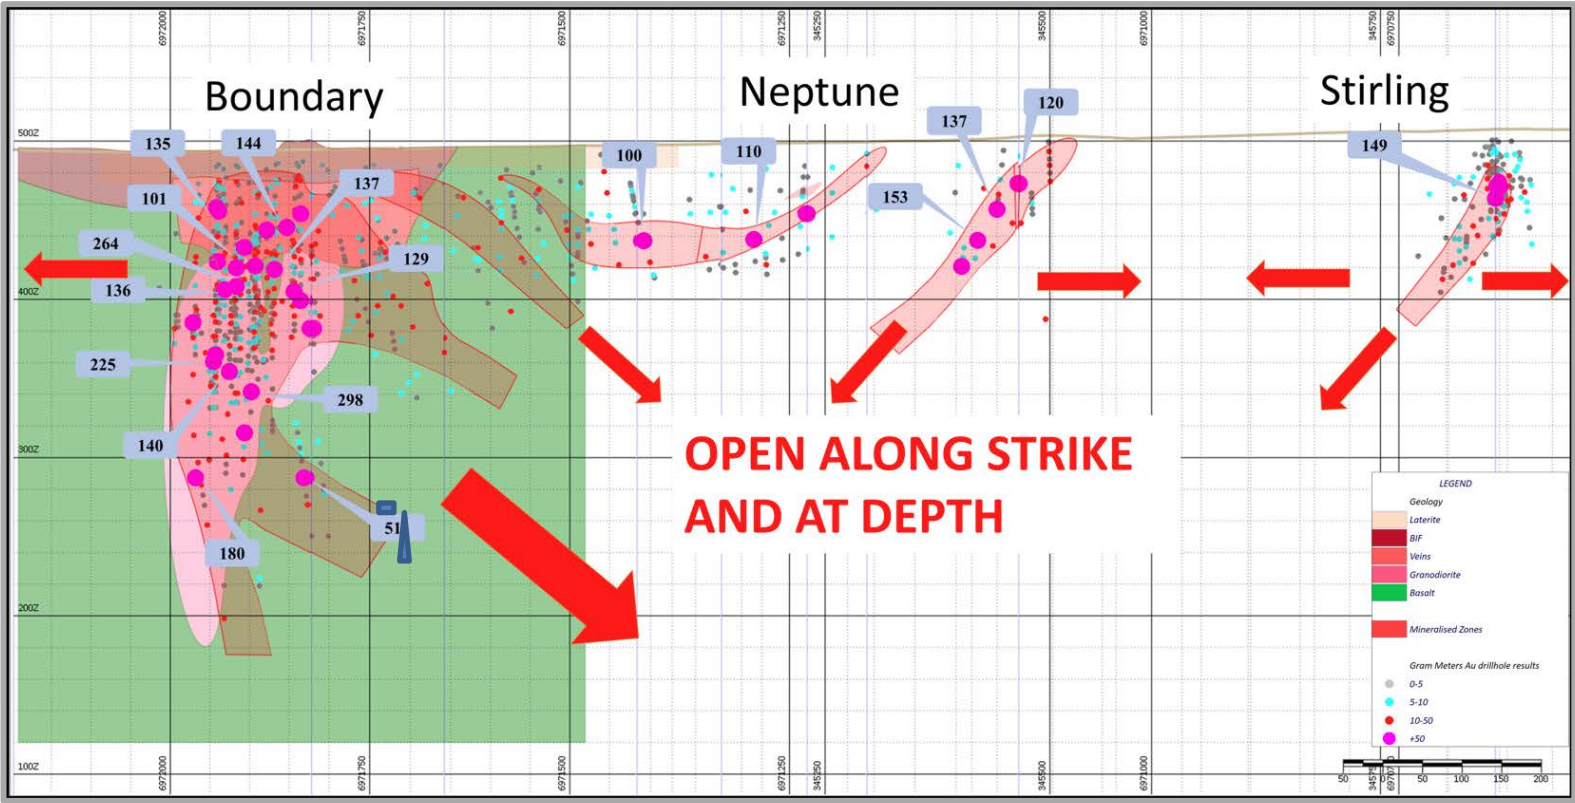 6972000 6971750 6971500 6971250 345250 345500 6971000 345750 6970750
Boundary Neptune Stirling
500Z
135 144 137 120
100 110 149
137
101 153
264 129
136
400Z
225
298
140
300Z
OPEN ALONG STRIKE
AND AT DEPTH
51
180
200Z
100Z
LEGEND
Geology
Laterite
BIF
Veins
Granodiorite
Basalt
Mineralised Zones
Gram Meters Au drillhole results
0-5
5-10
10-50
+50
6972000 6971750 6971500 6971250 345250 345500 6971000
50 0 50 100 150 200